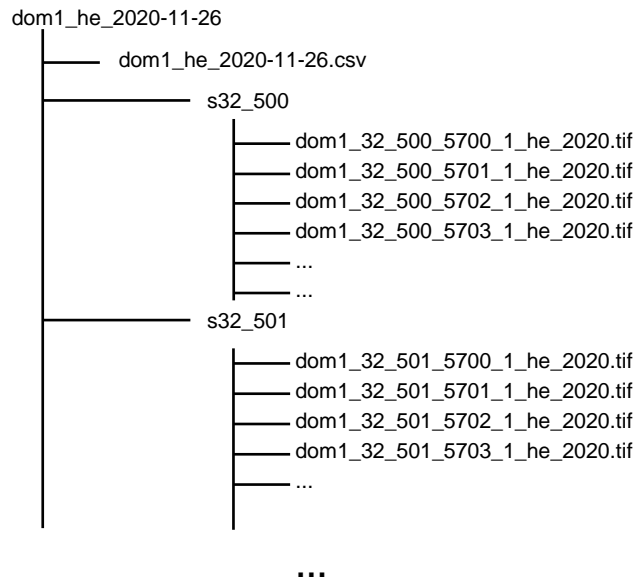 dom1_he_2020-11-26
dom1_he_2020-11-26.csv
s32_500
dom1_32_500_5700_1_he_2020.tif
dom1_32_500_5701_1_he_2020.tif
dom1_32_500_5702_1_he_2020.tif
dom1_32_500_5703_1_he_2020.tif
...
...
s32_501
dom1_32_501_5700_1_he_2020.tif
dom1_32_501_5701_1_he_2020.tif
dom1_32_501_5702_1_he_2020.tif
dom1_32_501_5703_1_he_2020.tif
...
...